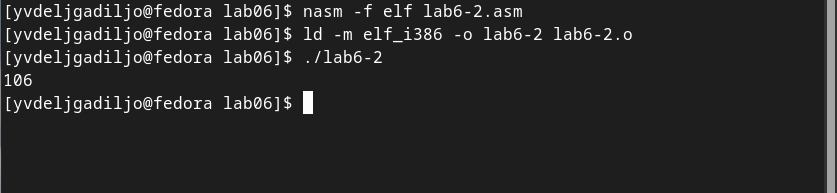 [yvdeljgadiljo@fedora lab06]$ nasm -f elf lab6-2.asm
[yvdeljgadiljo@fedora lab06]$ ld -m elf_i386 -o lab6-2 lab6-2.o
[yvdeljgadiljo@fedora lab06]$ ./lab6-2
106
[yvdeljgadiljo@fedora lab06]$